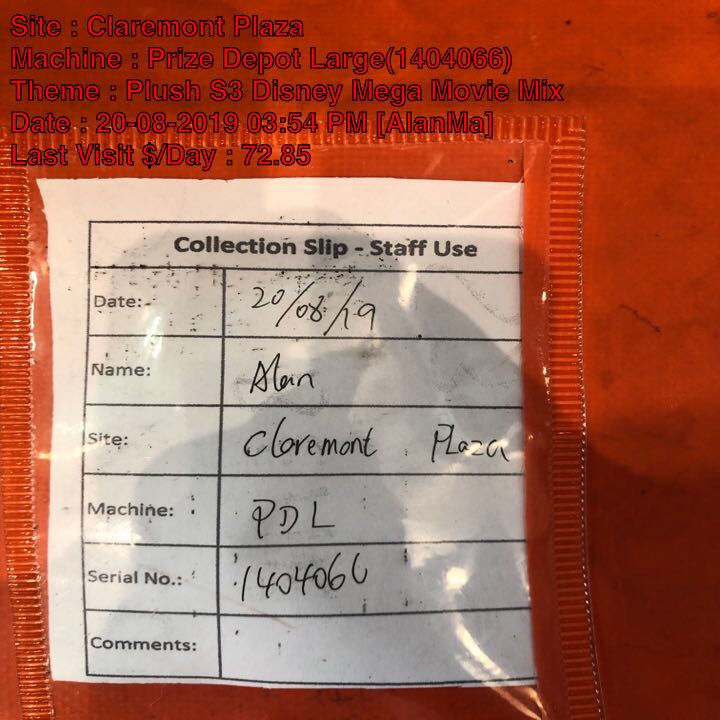 Site : Claremont Plaza
Machine : Prize Depot Large(1404066)
Theme : Plush S3 Disney Mega Movie Mix
Date : 20-08-2019 03:54 PM [AlanMa]
Last Visit $/Day : 72.85
Collection Slip - Staff Use
Date:- 20/08/19
Name: Alan
Site: Claremont Plaza
Machine: PDL
Serial No.: 1404066
Comments: